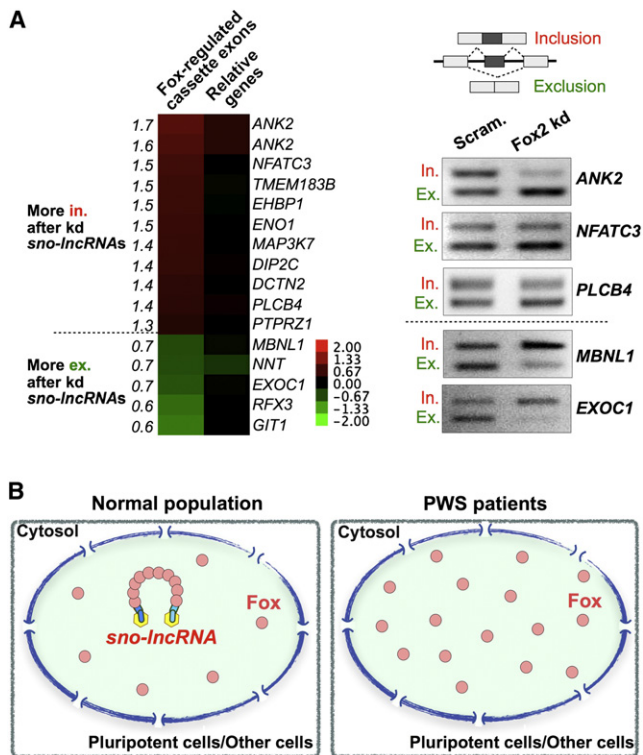 A
Fox-regulated
cassette exons
Relative
genes
1.7 ANK2
1.6 ANK2
1.5 NFATC3
1.5 TMEM183B
1.5 EHBP1
1.5 ENO1
1.4 MAP3K7
1.4 DIP2C
1.4 DCTN2
1.4 PLCB4
1.3 PTPRZ1
0.7 MBNL1
0.7 NNT
0.7 EXOC1
0.6 RFX3
0.6 GIT1
More in.
after kd
sno-lncRNAs
More ex.
after kd
sno-lncRNAs
2.00
1.33
0.67
0.00
-0.67
-1.33
-2.00
Inclusion
Exclusion
Scram.
Fox2 kd
In.
Ex.
ANK2
In.
Ex.
NFATC3
In.
Ex.
PLCB4
In.
Ex.
MBNL1
In.
Ex.
EXOC1
B
Normal population
Cytosol
Fox
sno-lncRNA
Pluripotent cells/Other cells
PWS patients
Cytosol
Fox
Pluripotent cells/Other cells